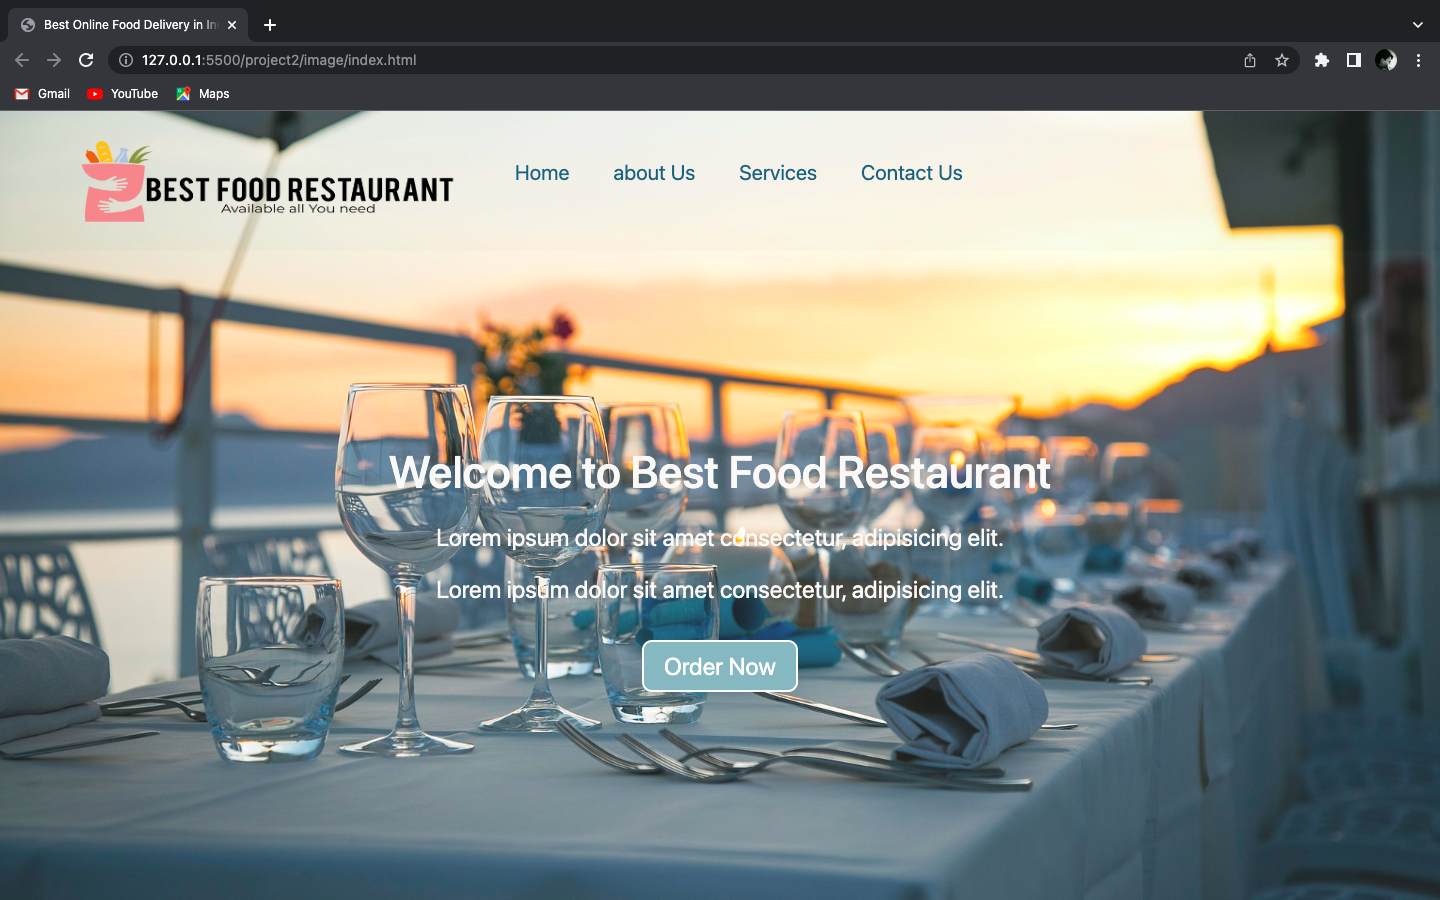 Best Online Food Delivery in In
127.0.0.1:5500/project2/image/index.html
Gmail YouTube Maps
BEST FOOD RESTAURANT
Available all You need
Home about Us Services Contact Us
Welcome to Best Food Restaurant
Lorem ipsum dolor sit amet consectetur, adipisicing elit.
Lorem ipsum dolor sit amet consectetur, adipisicing elit.
Order Now